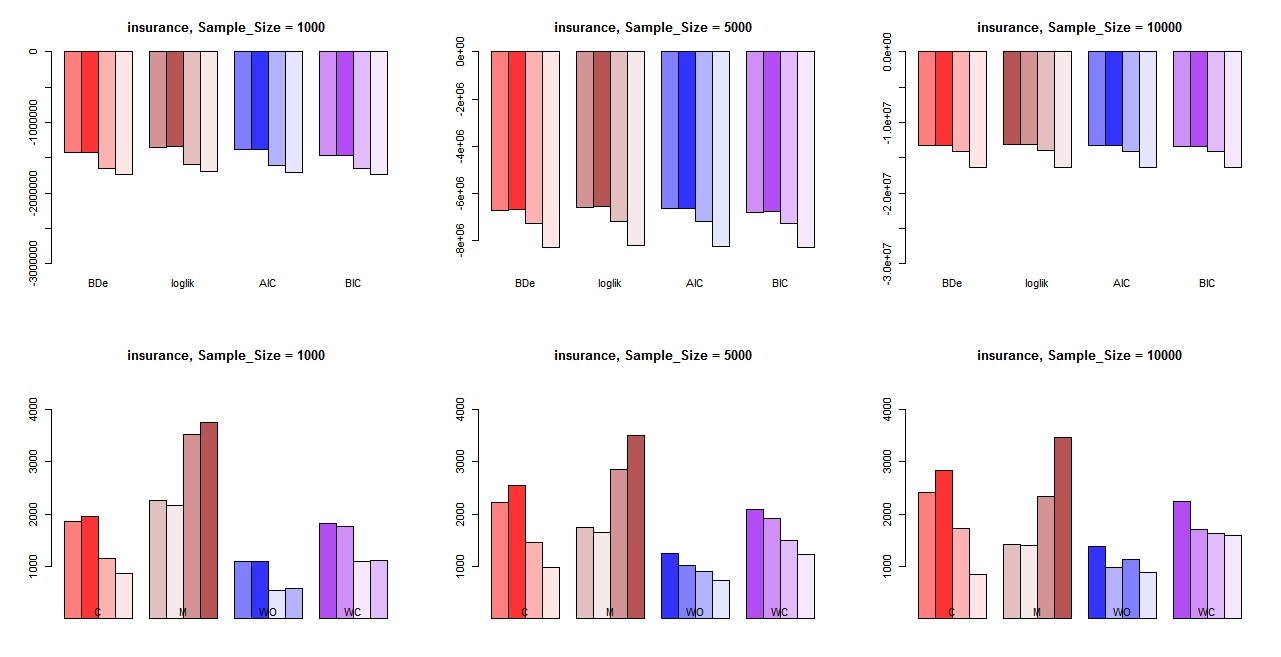 insurance, Sample_Size = 1000
0
-1000000
-2000000
-3000000
BDe loglik AIC BIC
insurance, Sample_Size = 5000
0e+00
-2e+06
-4e+06
-6e+06
-8e+06
BDe loglik AIC BIC
insurance, Sample_Size = 10000
0.0e+00
-1.0e+07
-2.0e+07
-3.0e+07
BDe loglik AIC BIC
insurance, Sample_Size = 1000
4000
3000
2000
1000
C M WO WC
insurance, Sample_Size = 5000
4000
3000
2000
1000
C M WO WC
insurance, Sample_Size = 10000
4000
3000
2000
1000
C M WO WC